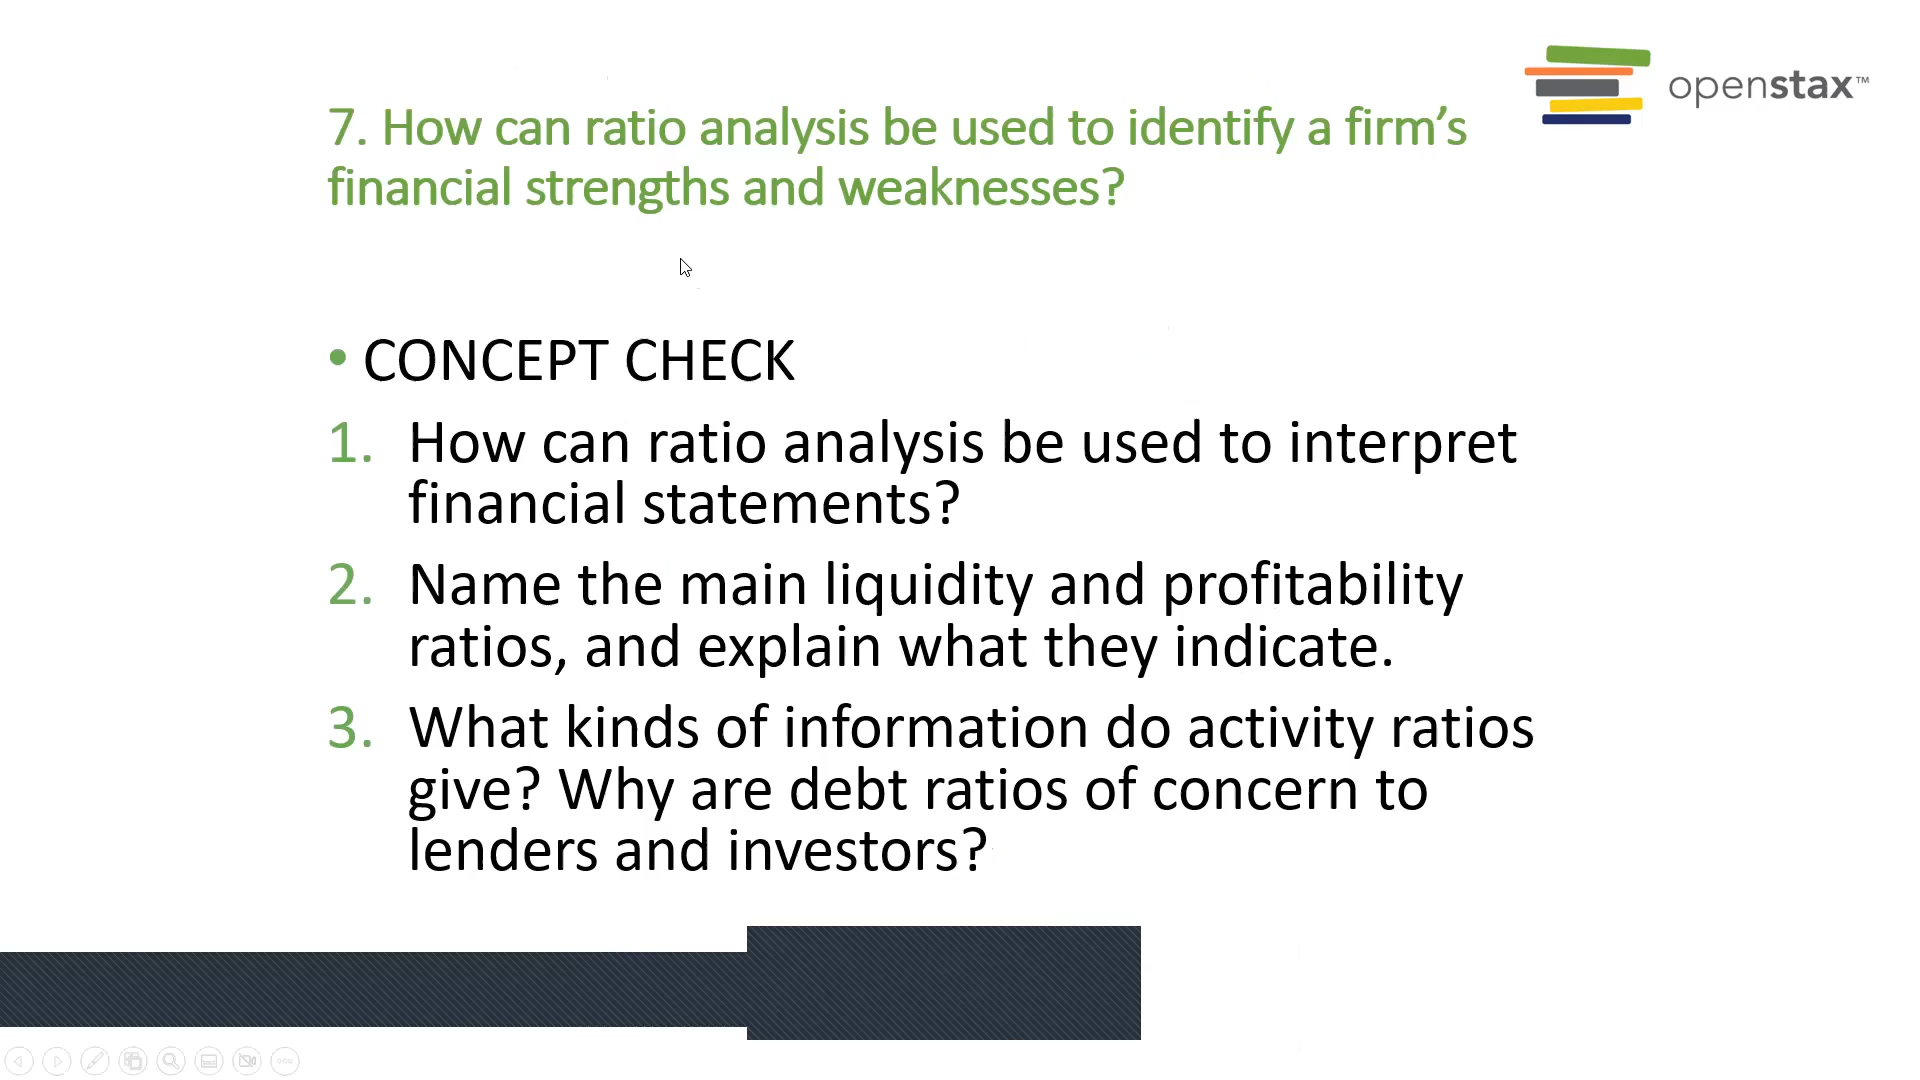 openstax™
7. How can ratio analysis be used to identify a firm’s
financial strengths and weaknesses?
• CONCEPT CHECK
1. How can ratio analysis be used to interpret
financial statements?
2. Name the main liquidity and profitability
ratios, and explain what they indicate.
3. What kinds of information do activity ratios
give? Why are debt ratios of concern to
lenders and investors?